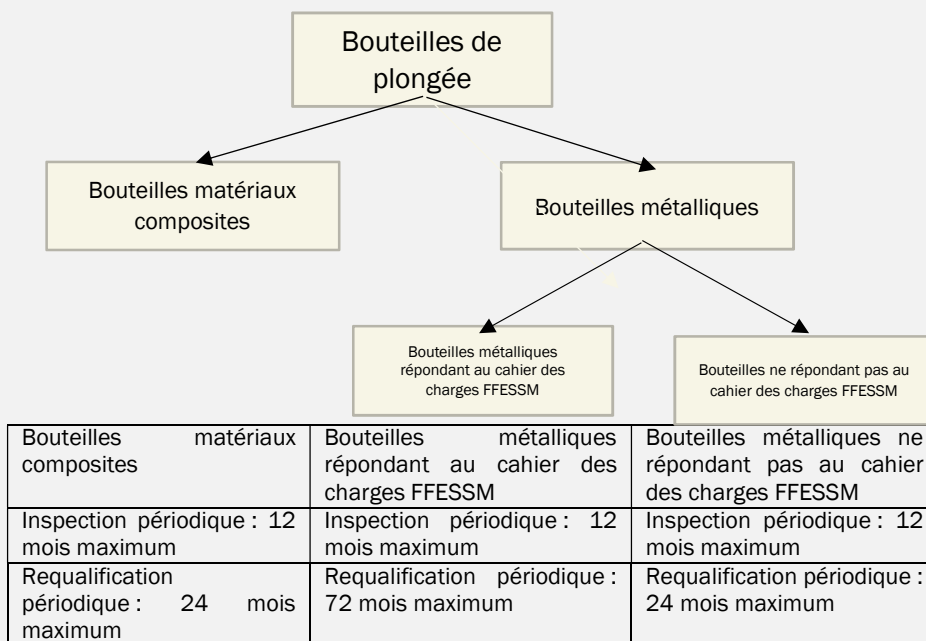 Bouteilles de
plongée
Bouteilles matériaux
composites
Bouteilles métalliques
Bouteilles métalliques
répondant au cahier des
charges FFESSM
Bouteilles ne répondant pas au
cahier des charges FFESSM
Bouteilles matériaux
composites
Bouteilles métalliques
répondant au cahier des
charges FFESSM
Bouteilles métalliques ne
répondant pas au cahier
des charges FFESSM
Inspection périodique : 12
mois maximum
Inspection périodique : 12
mois maximum
Inspection périodique : 12
mois maximum
Requalification
périodique : 24 mois
maximum
Requalification périodique :
72 mois maximum
Requalification périodique :
24 mois maximum